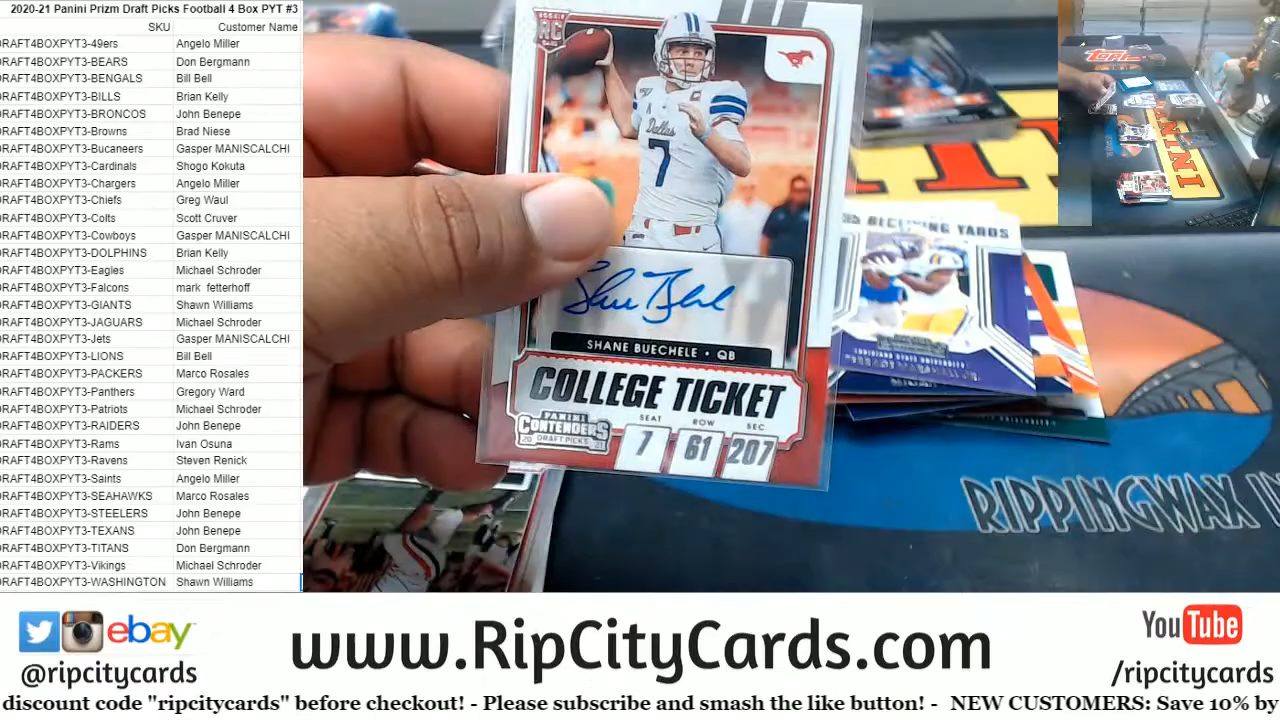 2020-21 Panini Prizm Draft Picks Football 4 Box PYT #3
SKU Customer Name
DRAFT4BOXPYT3-49ers Angelo Miller
DRAFT4BOXPYT3-BEARS Don Bergmann
DRAFT4BOXPYT3-BENGALS Bill Bell
DRAFT4BOXPYT3-BILLS Brian Kelly
DRAFT4BOXPYT3-BRONCOS John Benepe
DRAFT4BOXPYT3-Browns Brad Niese
DRAFT4BOXPYT3-Bucaneers Gasper MANISCALCHI
DRAFT4BOXPYT3-Cardinals Shogo Kokuta
DRAFT4BOXPYT3-Chargers Angelo Miller
DRAFT4BOXPYT3-Chiefs Greg Waul
DRAFT4BOXPYT3-Colts Scott Cruver
DRAFT4BOXPYT3-Cowboys Gasper MANISCALCHI
DRAFT4BOXPYT3-DOLPHINS Brian Kelly
DRAFT4BOXPYT3-Eagles Michael Schroder
DRAFT4BOXPYT3-Falcons mark fetterhoff
DRAFT4BOXPYT3-GIANTS Shawn Williams
DRAFT4BOXPYT3-JAGUARS Michael Schroder
DRAFT4BOXPYT3-Jets Gasper MANISCALCHI
DRAFT4BOXPYT3-LIONS Bill Bell
DRAFT4BOXPYT3-PACKERS Marco Rosales
DRAFT4BOXPYT3-Panthers Gregory Ward
DRAFT4BOXPYT3-Patriots Michael Schroder
DRAFT4BOXPYT3-RAIDERS John Benepe
DRAFT4BOXPYT3-Rams Ivan Osuna
DRAFT4BOXPYT3-Ravens Steven Renick
DRAFT4BOXPYT3-Saints Angelo Miller
DRAFT4BOXPYT3-SEAHAWKS Marco Rosales
DRAFT4BOXPYT3-STEELERS John Benepe
DRAFT4BOXPYT3-TEXANS John Benepe
DRAFT4BOXPYT3-TITANS Don Bergmann
DRAFT4BOXPYT3-Vikings Michael Schroder
DRAFT4BOXPYT3-WASHINGTON Shawn Williams
RC
Dallas
7
SHANE BUECHELE • QB
COLLEGE TICKET
PANINI
CONTENDERS
DRAFT PICKS
SEAT ROW SEC
7 61 207
RECEIVING YARDS
LOUISIANA STATE UNIVERSITY
RIPPINGWAX IN
Topps
PANINI
ebay
@ripcitycards
www.RipCityCards.com
YouTube
/ripcitycards
discount code "ripcitycards" before checkout! - Please subscribe and smash the like button! - NEW CUSTOMERS: Save 10% by